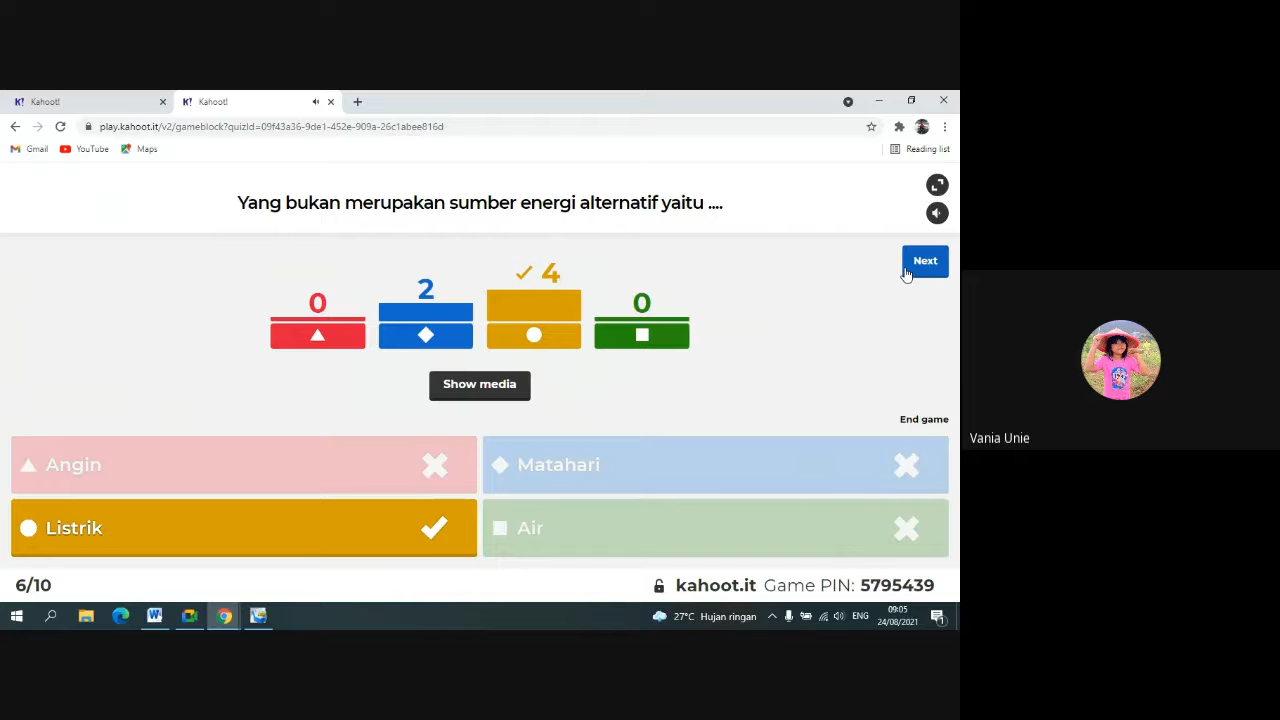 K! Kahoot!
K! Kahoot!
play.kahoot.it/v2/gameblock?quizId=09f43a36-9de1-452e-909a-26c1abee816d
Gmail YouTube Maps Reading list
Yang bukan merupakan sumber energi alternatif yaitu ....
Next
0 2 4 0
Show media
End game
Angin
Matahari
Listrik
Air
6/10
kahoot.it Game PIN: 5795439
27°C Hujan ringan ENG 09:05
24/08/2021
1
Vania Unie